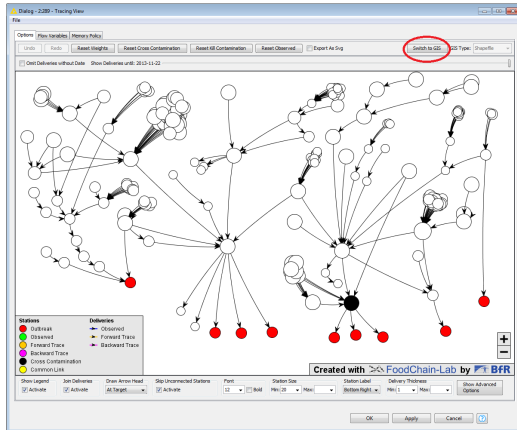 Dialog - 2:289 - Tracing View
File
Options Flow Variables Memory Policy
Undo Redo Reset Weights Reset Cross Contamination Reset Kill Contamination Reset Observed Export As Svg Switch to GIS GIS Type: Shapefile
Omit Deliveries without Date Show Deliveries until: 2013-11-22
Stations Deliveries
Outbreak Observed
Observed Forward Trace
Forward Trace Backward Trace
Backward Trace
Cross Contamination
Common Link
+
−
Created with FoodChain-Lab by BfR
Show Legend Join Deliveries Draw Arrow Head Skip Unconnected Stations Font Station Size Station Label Delivery Thickness Show Advanced Options
Activate Activate At Target Activate 12 Bold Min: 20 Max: Bottom Right Min: 1 Max:
OK Apply Cancel ?